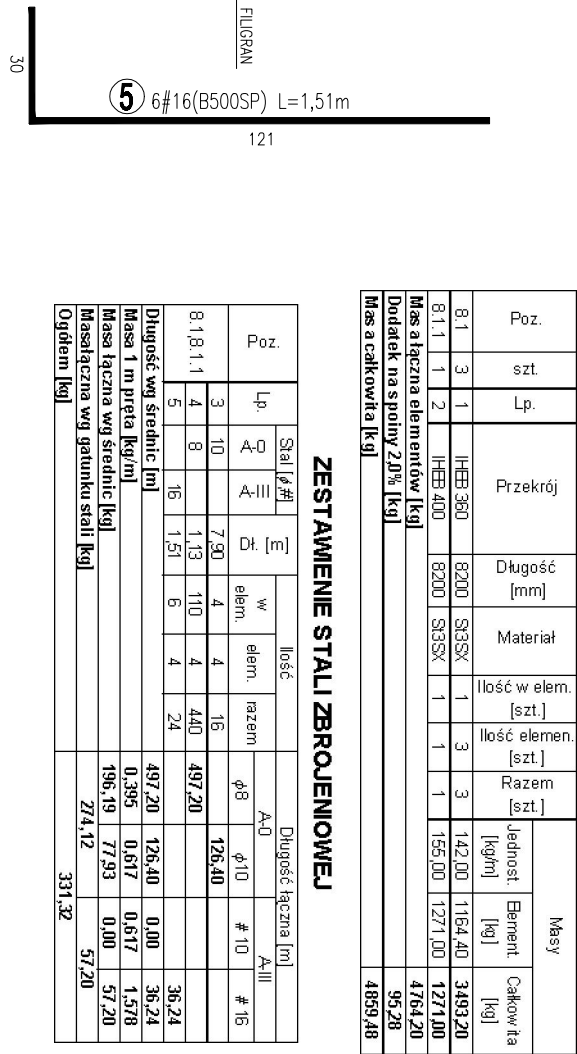 FILIGRAN
30
5 6#16(B500SP) L=1,51m
121
Poz. szt. Lp. Przekrój Długość [mm] Materiał Ilość w elem. [szt.] Ilość elemen. [szt.] Razem [szt.] Masy
Jednost. [kg/m] Element. [kg] Całkowita [kg]
8.1 3 1 IHEB 360 8200 St3SX 1 3 3 142,00 1164,40 3493,20
8.1.1 1 2 IHEB 400 8200 St3SX 1 1 1 155,00 1271,00 1271,00
Masa łączna elementów [kg] 4764,20
Dodatek na spoiny 2,0% [kg] 95,28
Masa całkowita [kg] 4859,48
ZESTAWIENIE STALI ZBROJENIOWEJ
Poz. Lp. Stal [ϕ,#] Dł. [m] Ilość Długość łączna [m]
A-0 A-III w elem. elem. razem A-0 A-III
ϕ8 ϕ10 #10 #16
8.1,8.1.1
3 10 7,90 4 4 16 126,40
4 8 1,13 110 4 440 497,20
5 16 1,51 6 4 24 36,24
Długość wg średnic [m] 497,20 126,40 0,00 36,24
Masa 1 m pręta [kg/m] 0,395 0,617 0,617 1,578
Masa łączna wg średnic [kg] 196,19 77,93 0,00 57,20
Masałączna wg gatunku stali [kg] 274,12 57,20
Ogółem [kg] 331,32